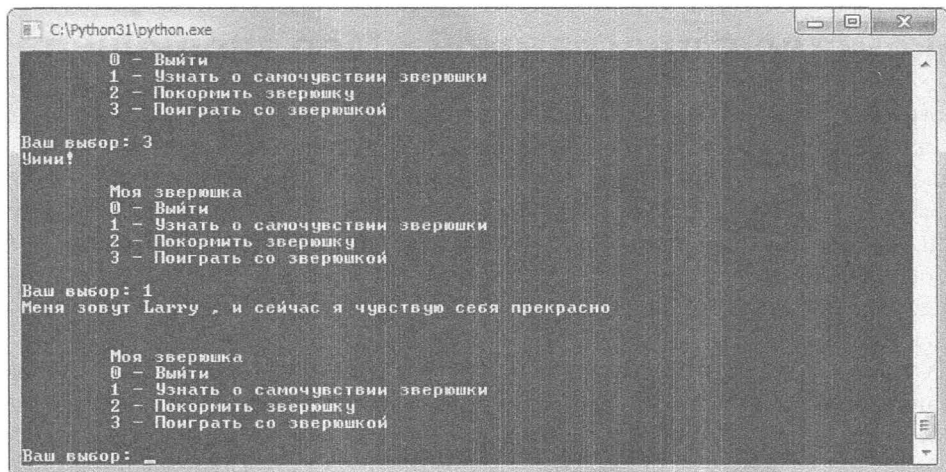 C:\Python31\python.exe
0 - Выйти
1 - Узнать о самочувствии зверюшки
2 - Покормить зверюшку
3 - Поиграть со зверюшкой
Ваш выбор: 3
Уиии!
Моя зверюшка
0 - Выйти
1 - Узнать о самочувствии зверюшки
2 - Покормить зверюшку
3 - Поиграть со зверюшкой
Ваш выбор: 1
Меня зовут Larry , и сейчас я чувствую себя прекрасно
Моя зверюшка
0 - Выйти
1 - Узнать о самочувствии зверюшки
2 - Покормить зверюшку
3 - Поиграть со зверюшкой
Ваш выбор: _